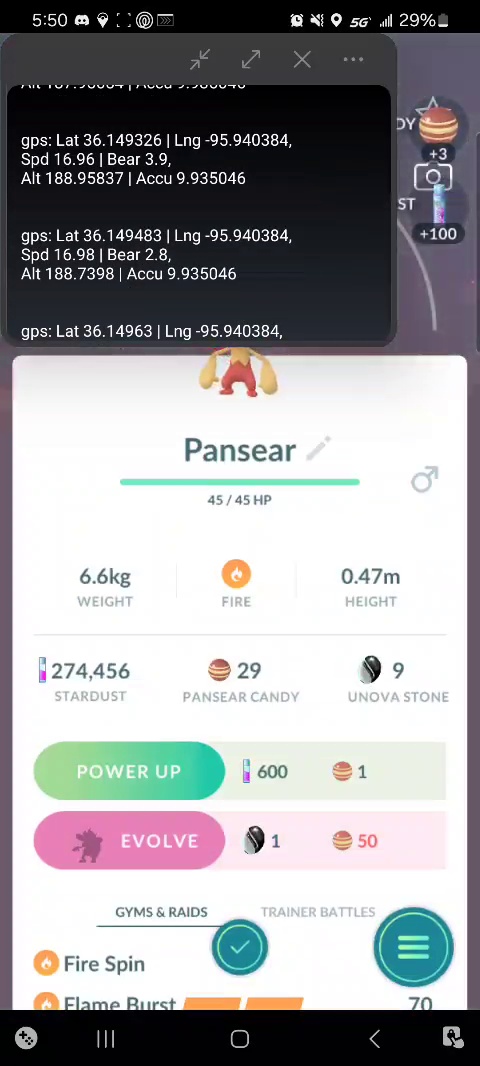 5:50
5G 29%
gps: Lat 36.149326 | Lng -95.940384,
Spd 16.96 | Bear 3.9,
Alt 188.95837 | Accu 9.935046
gps: Lat 36.149483 | Lng -95.940384,
Spd 16.98 | Bear 2.8,
Alt 188.7398 | Accu 9.935046
gps: Lat 36.14963 | Lng -95.940384,
DY
+3
ST
+100
Pansear
45 / 45 HP
6.6kg
WEIGHT
FIRE
0.47m
HEIGHT
274,456
STARDUST
29
PANSEAR CANDY
9
UNOVA STONE
POWER UP 600 1
EVOLVE 1 50
GYMS & RAIDS
TRAINER BATTLES
Fire Spin
Flame Burst 70